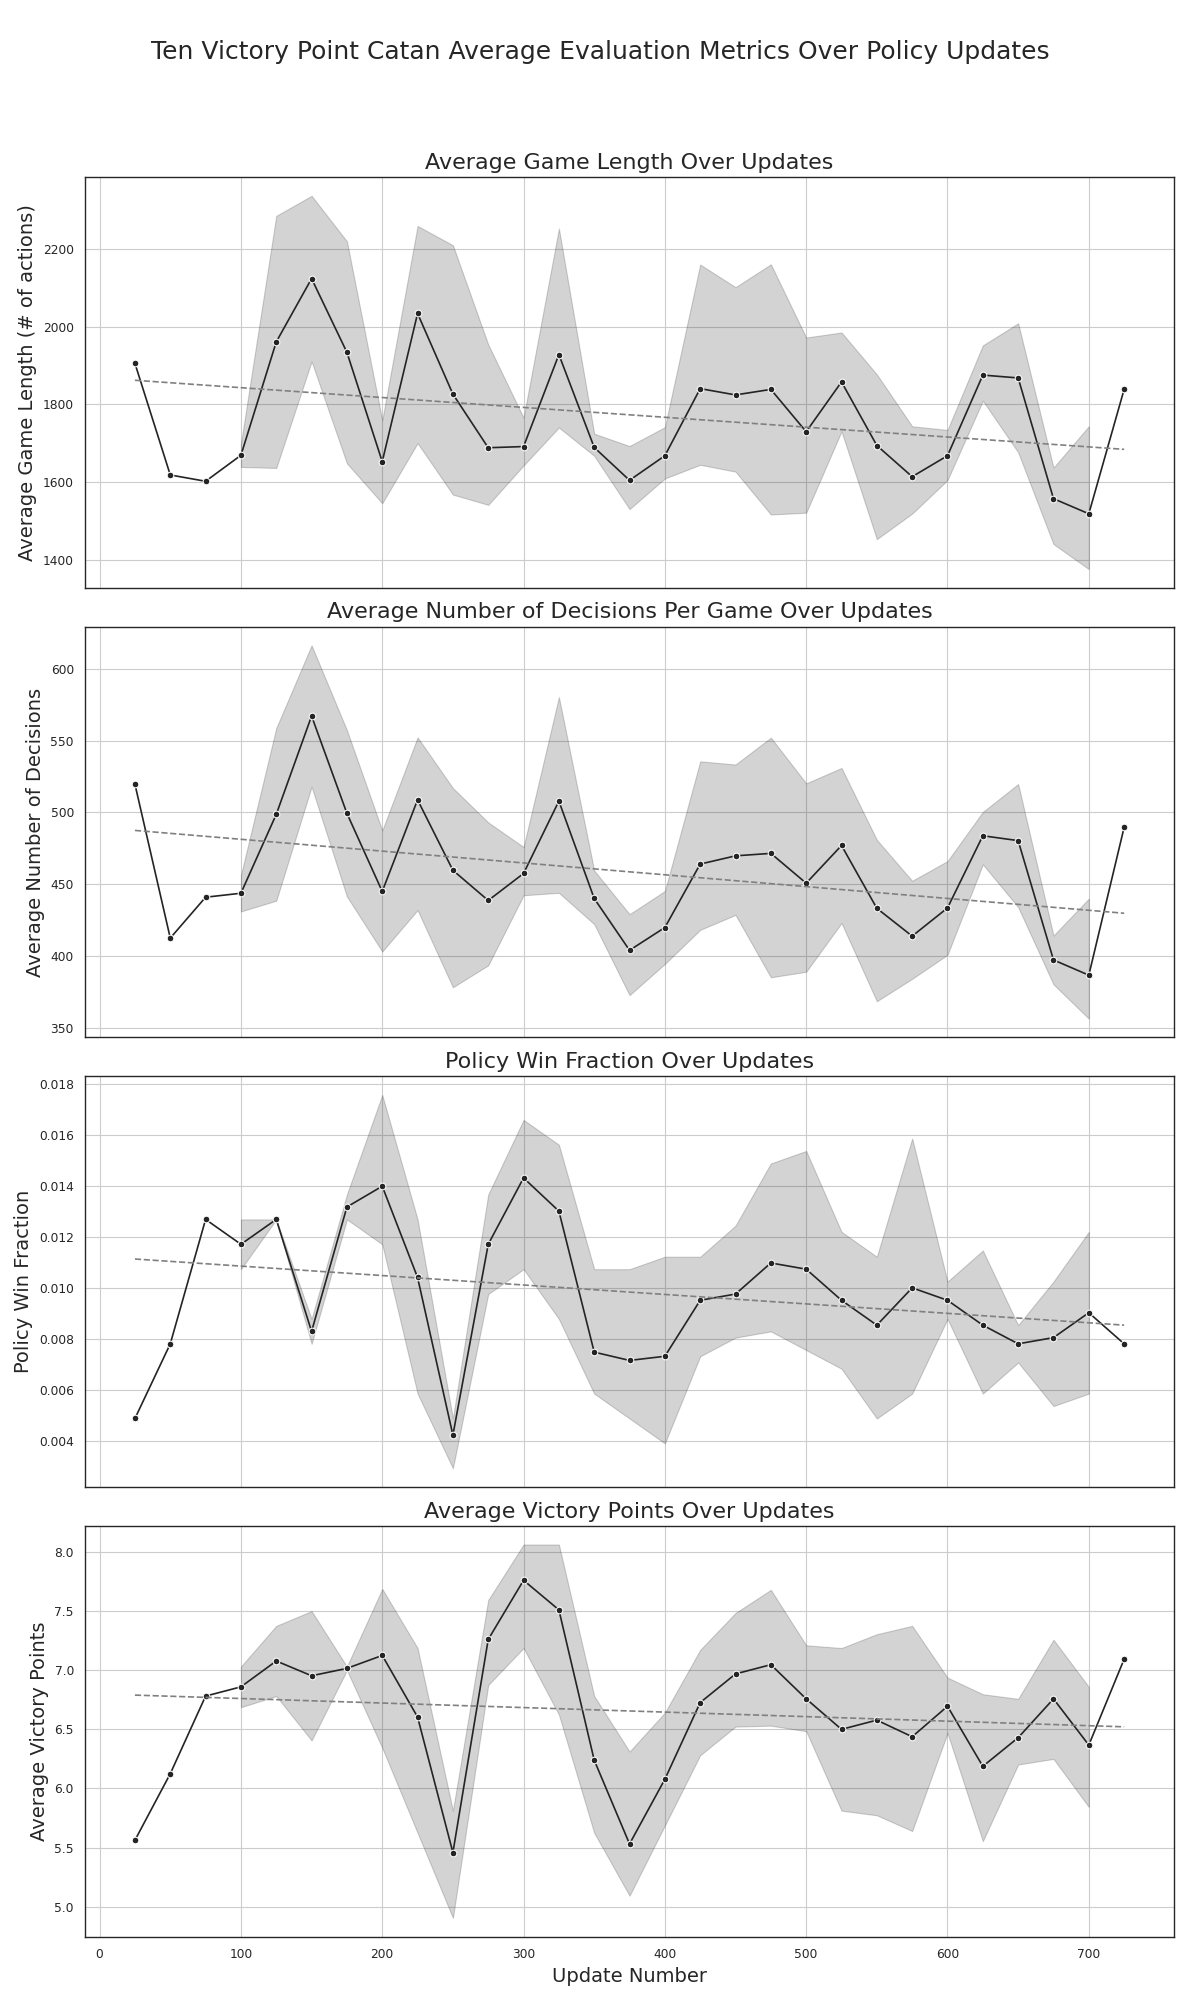 Ten Victory Point Catan Average Evaluation Metrics Over Policy Updates
Average Game Length Over Updates
Average Game Length (# of actions)
2200
2000
1800
1600
1400
Average Number of Decisions Per Game Over Updates
Average Number of Decisions
600
550
500
450
400
350
Policy Win Fraction Over Updates
Policy Win Fraction
0.018
0.016
0.014
0.012
0.010
0.008
0.006
0.004
Average Victory Points Over Updates
Average Victory Points
8.0
7.5
7.0
6.5
6.0
5.5
5.0
0 100 200 300 400 500 600 700
Update Number